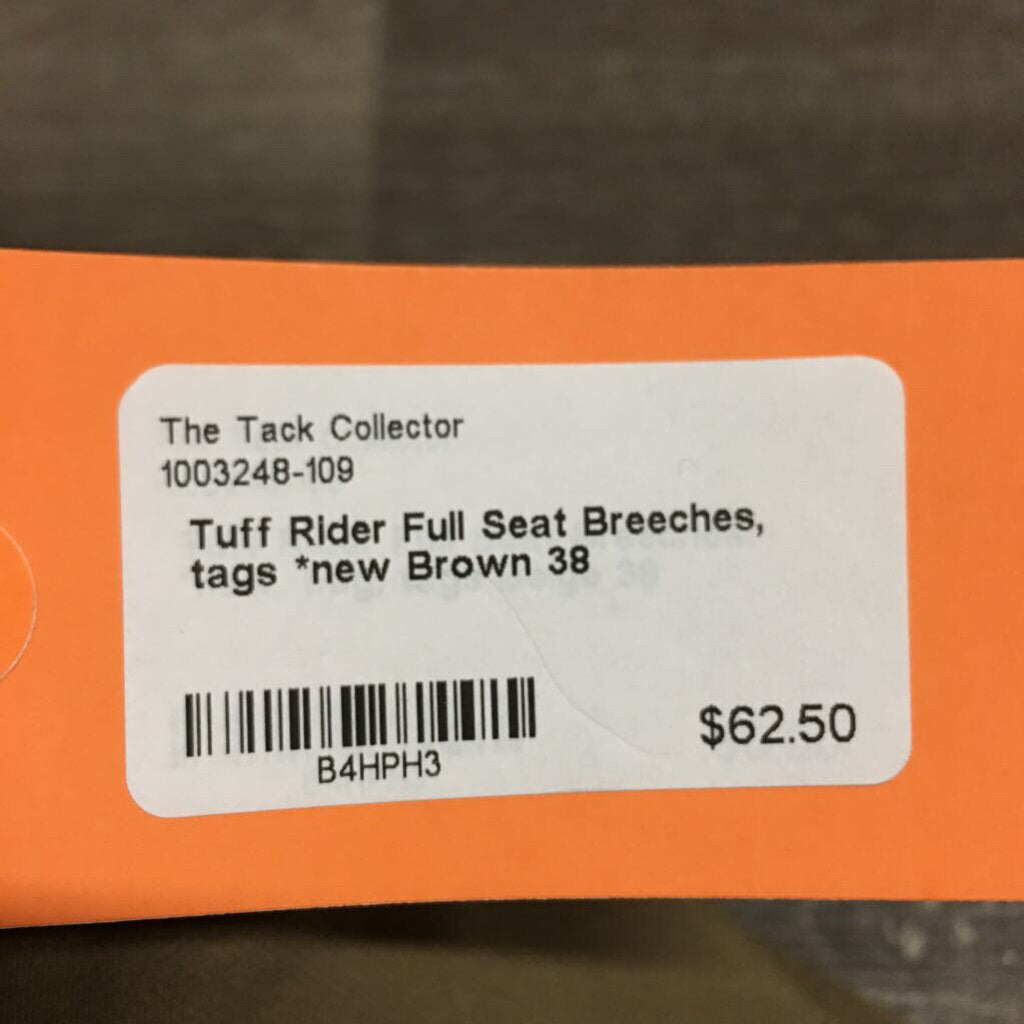 The Tack Collector
1003248-109
Tuff Rider Full Seat Breeches,
tags *new Brown 38
B4HPH3
$62.50